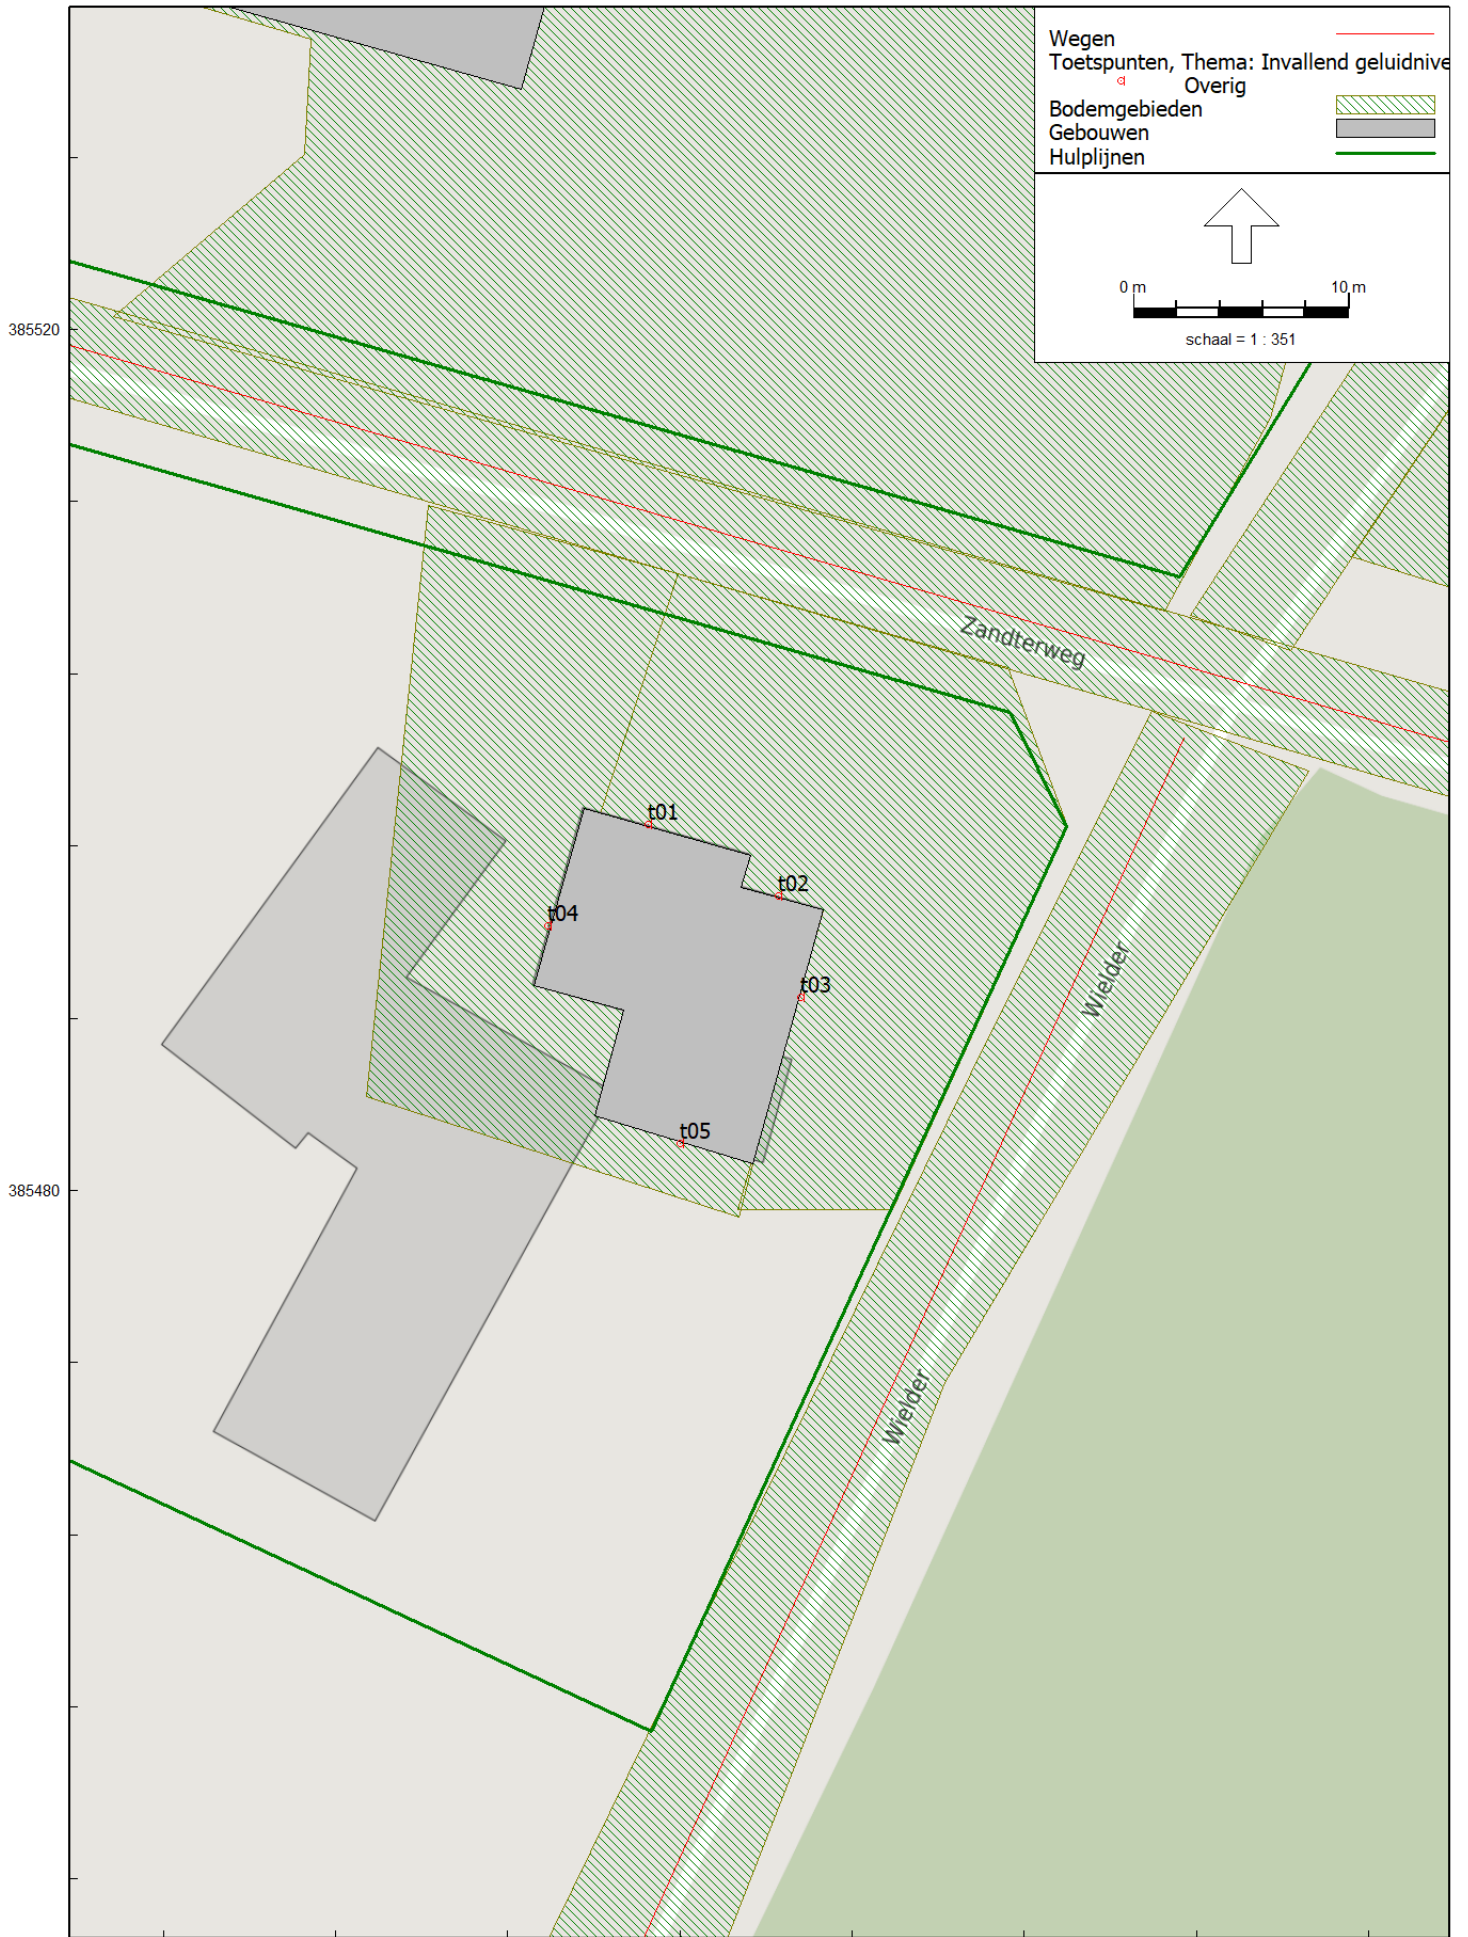 Wegen
Toetspunten, Thema: Invallend geluidnive
Overig
Bodemgebieden
Gebouwen
Hulplijnen
0 m 10 m
schaal = 1 : 351
385520
Zandterweg
t01
t02
t04
Wielder
t03
t05
385480
Wielder